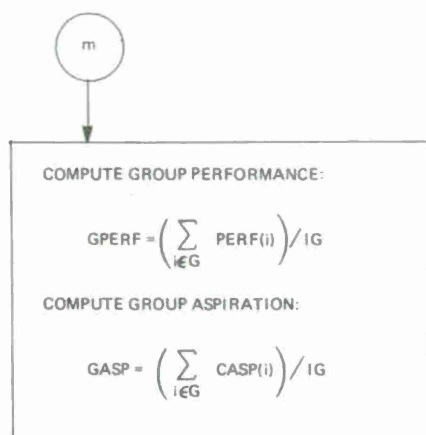 m
COMPUTE GROUP PERFORMANCE:
GPERF = ( ∑ i∈G PERF(i) ) / IG
COMPUTE GROUP ASPIRATION:
GASP = ( ∑ i∈G CASP(i) ) / IG